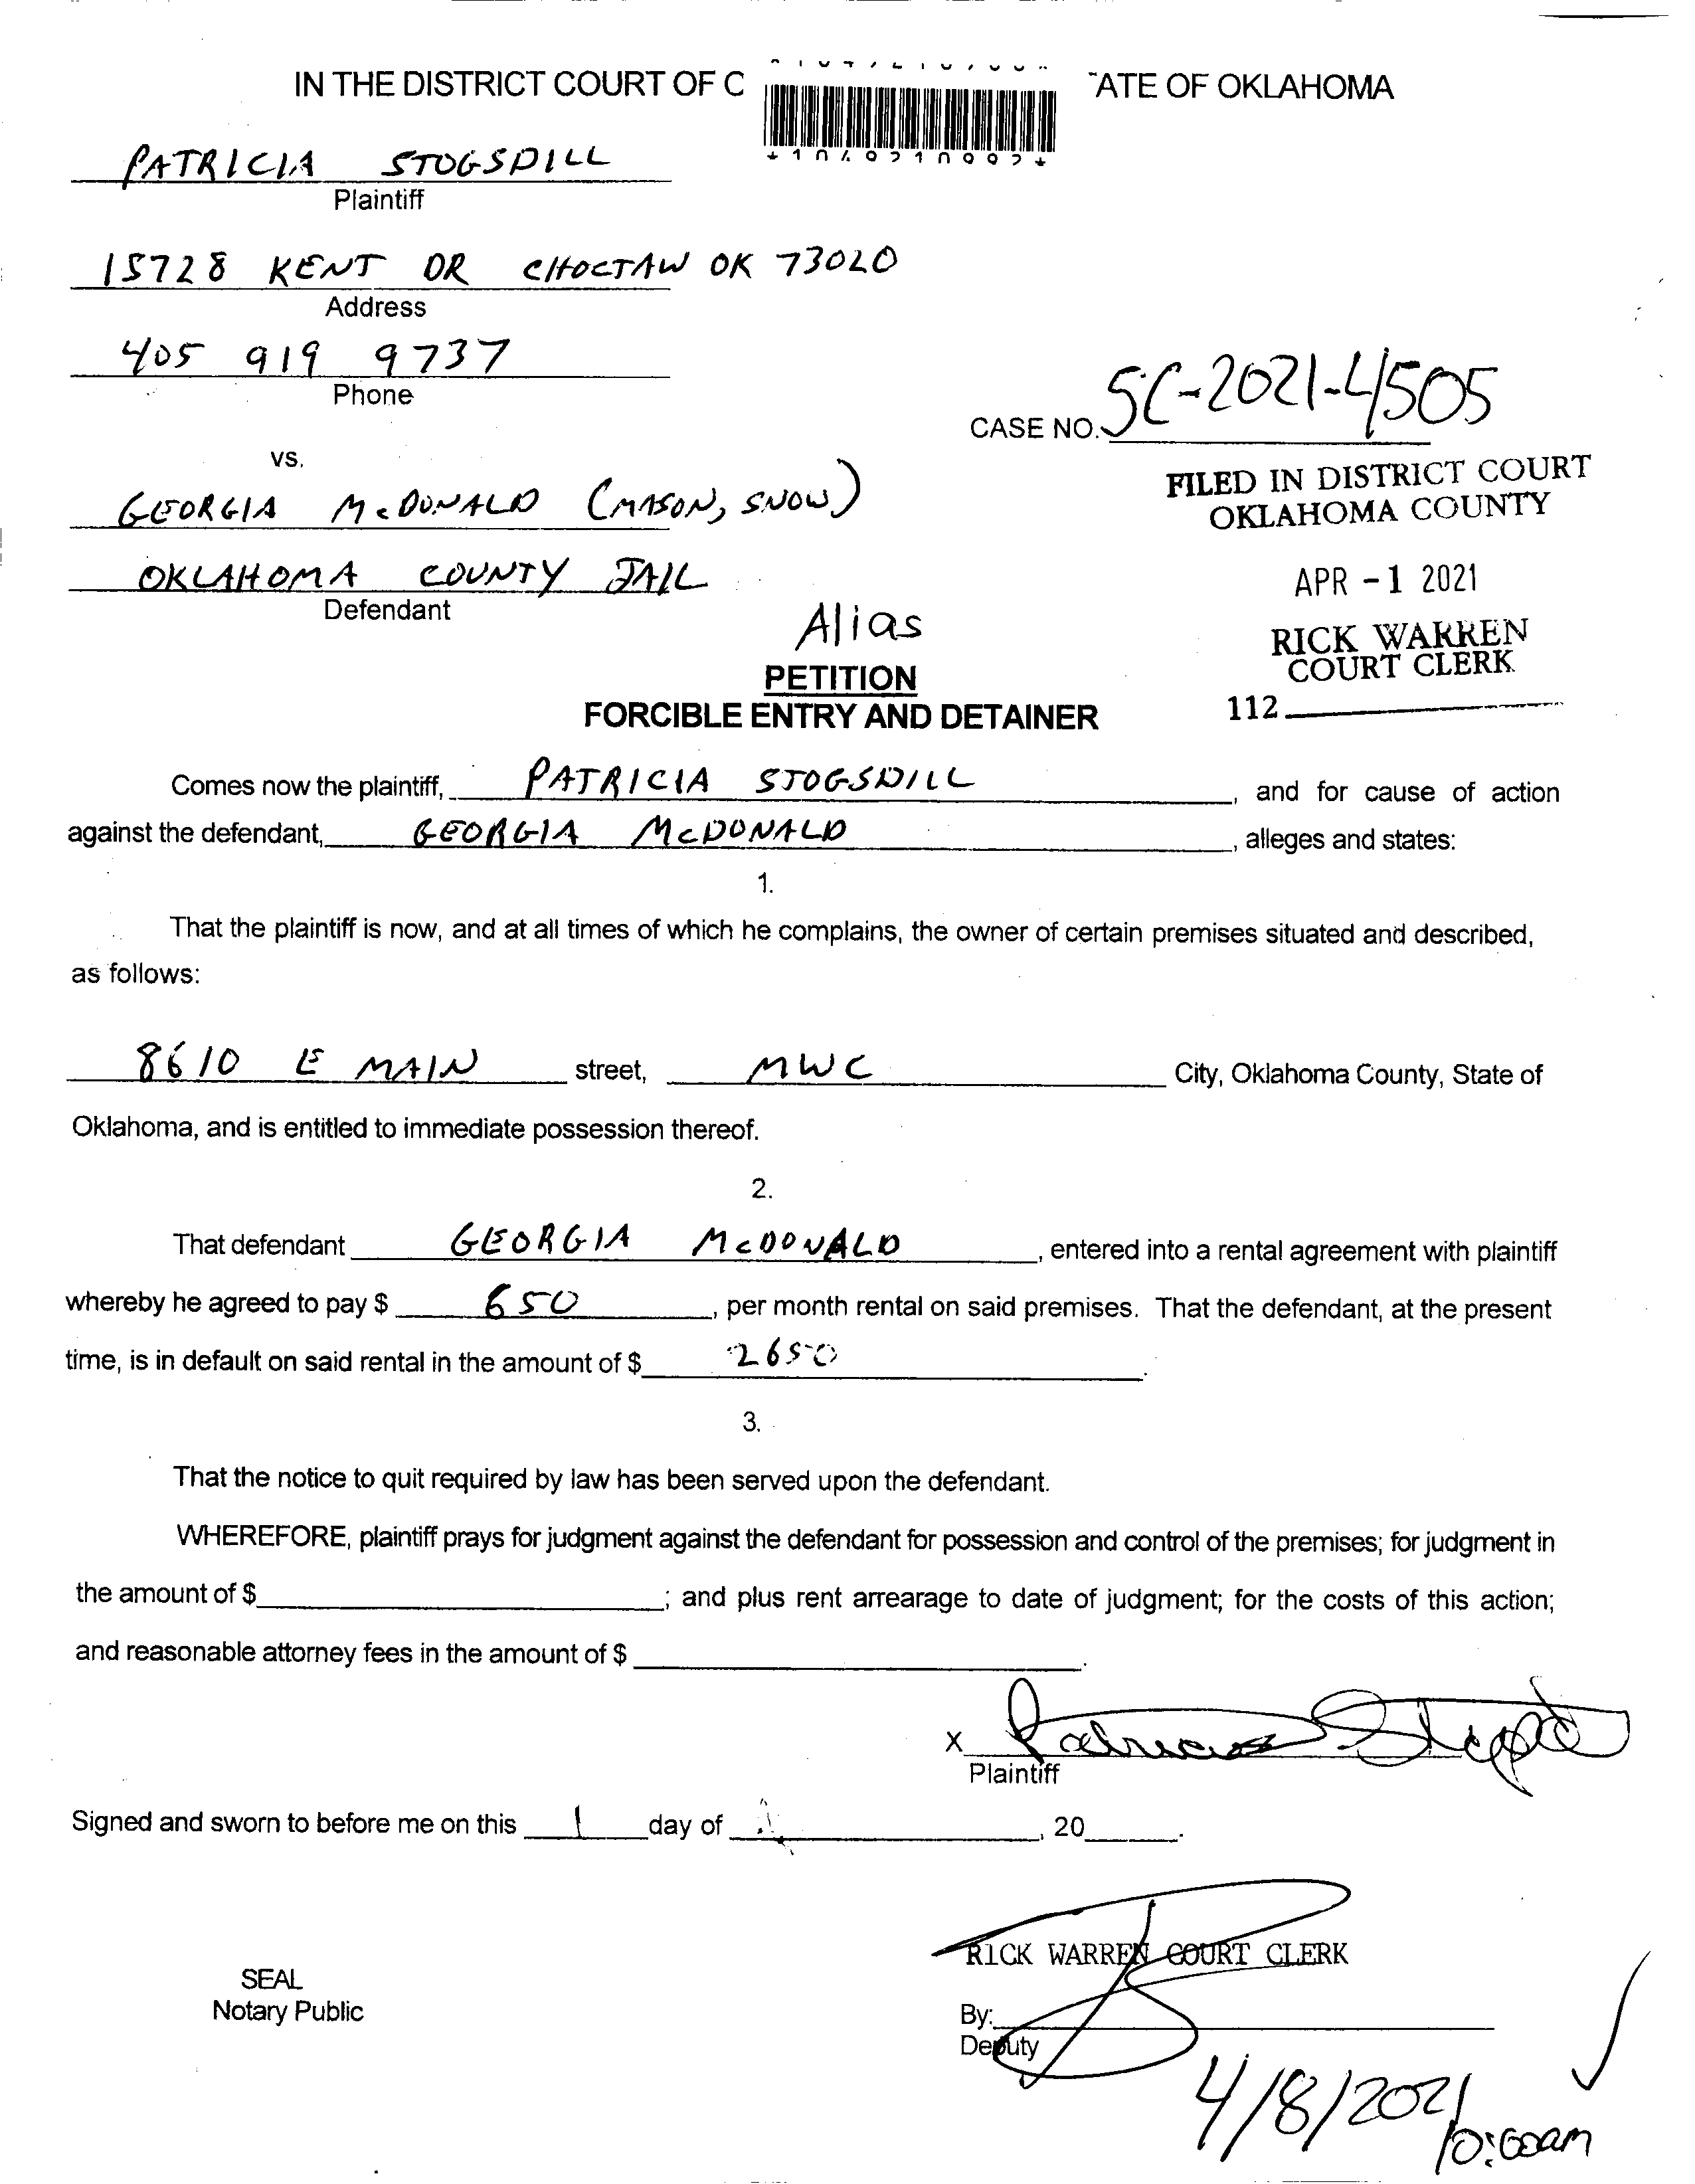 IN THE DISTRICT COURT OF C ATE OF OKLAHOMA
PATRICIA STOGSDILL
Plaintiff
15728 KENT DR CHOCTAW OK 73020
Address
405 919 9737
Phone
CASE NO. SC-2021-4505
vs.
FILED IN DISTRICT COURT
OKLAHOMA COUNTY
GEORGIA McDONALD (MASON, SNOW)
OKLAHOMA COUNTY JAIL
APR -1 2021
Defendant
Alias
RICK WARREN
COURT CLERK
PETITION
112
FORCIBLE ENTRY AND DETAINER
Comes now the plaintiff, PATRICIA STOGSDILL, and for cause of action
against the defendant, GEORGIA McDONALD, alleges and states:
1.
That the plaintiff is now, and at all times of which he complains, the owner of certain premises situated and described,
as follows:
8610 E MAIN street, MWC City, Oklahoma County, State of
Oklahoma, and is entitled to immediate possession thereof.
2.
That defendant GEORGIA McDONALD, entered into a rental agreement with plaintiff
whereby he agreed to pay $ 650, per month rental on said premises. That the defendant, at the present
time, is in default on said rental in the amount of $ 2650.
3.
That the notice to quit required by law has been served upon the defendant.
WHEREFORE, plaintiff prays for judgment against the defendant for possession and control of the premises; for judgment in
the amount of $ ; and plus rent arrearage to date of judgment; for the costs of this action;
and reasonable attorney fees in the amount of $ .
X Patricia
Plaintiff
Signed and sworn to before me on this 1 day of , 20 .
RICK WARREN COURT CLERK
SEAL
Notary Public
By:
Deputy
4/8/2021
10:00am